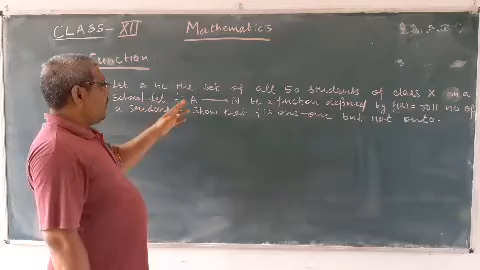 CLASS - XII
Mathematics
Function
Let A be the set of all 50 students of class X in a
school Let A → N be a function defined by f(x) = roll no of
a student show that f is one-one but not onto.